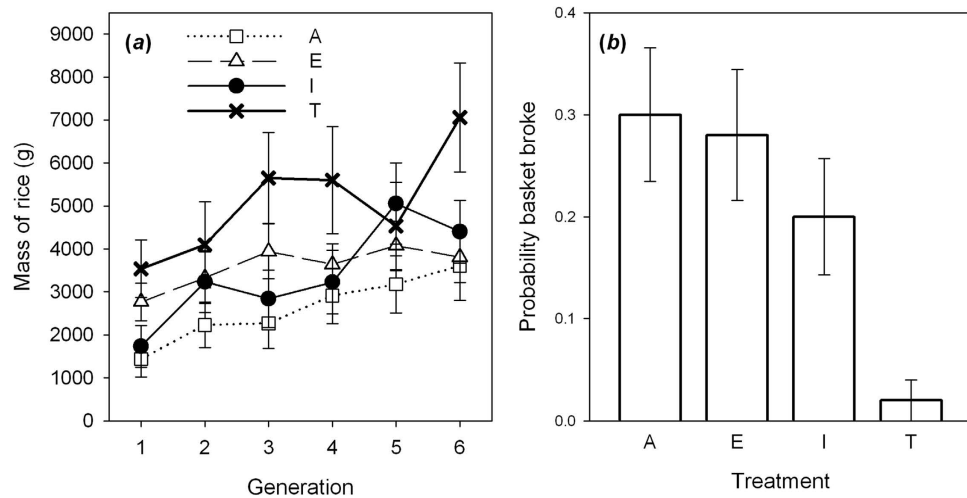 (a)
A
E
I
T
Mass of rice (g)
9000
8000
7000
6000
5000
4000
3000
2000
1000
0
1 2 3 4 5 6
Generation
(b)
Probability basket broke
0.4
0.3
0.2
0.1
0.0
A E I T
Treatment